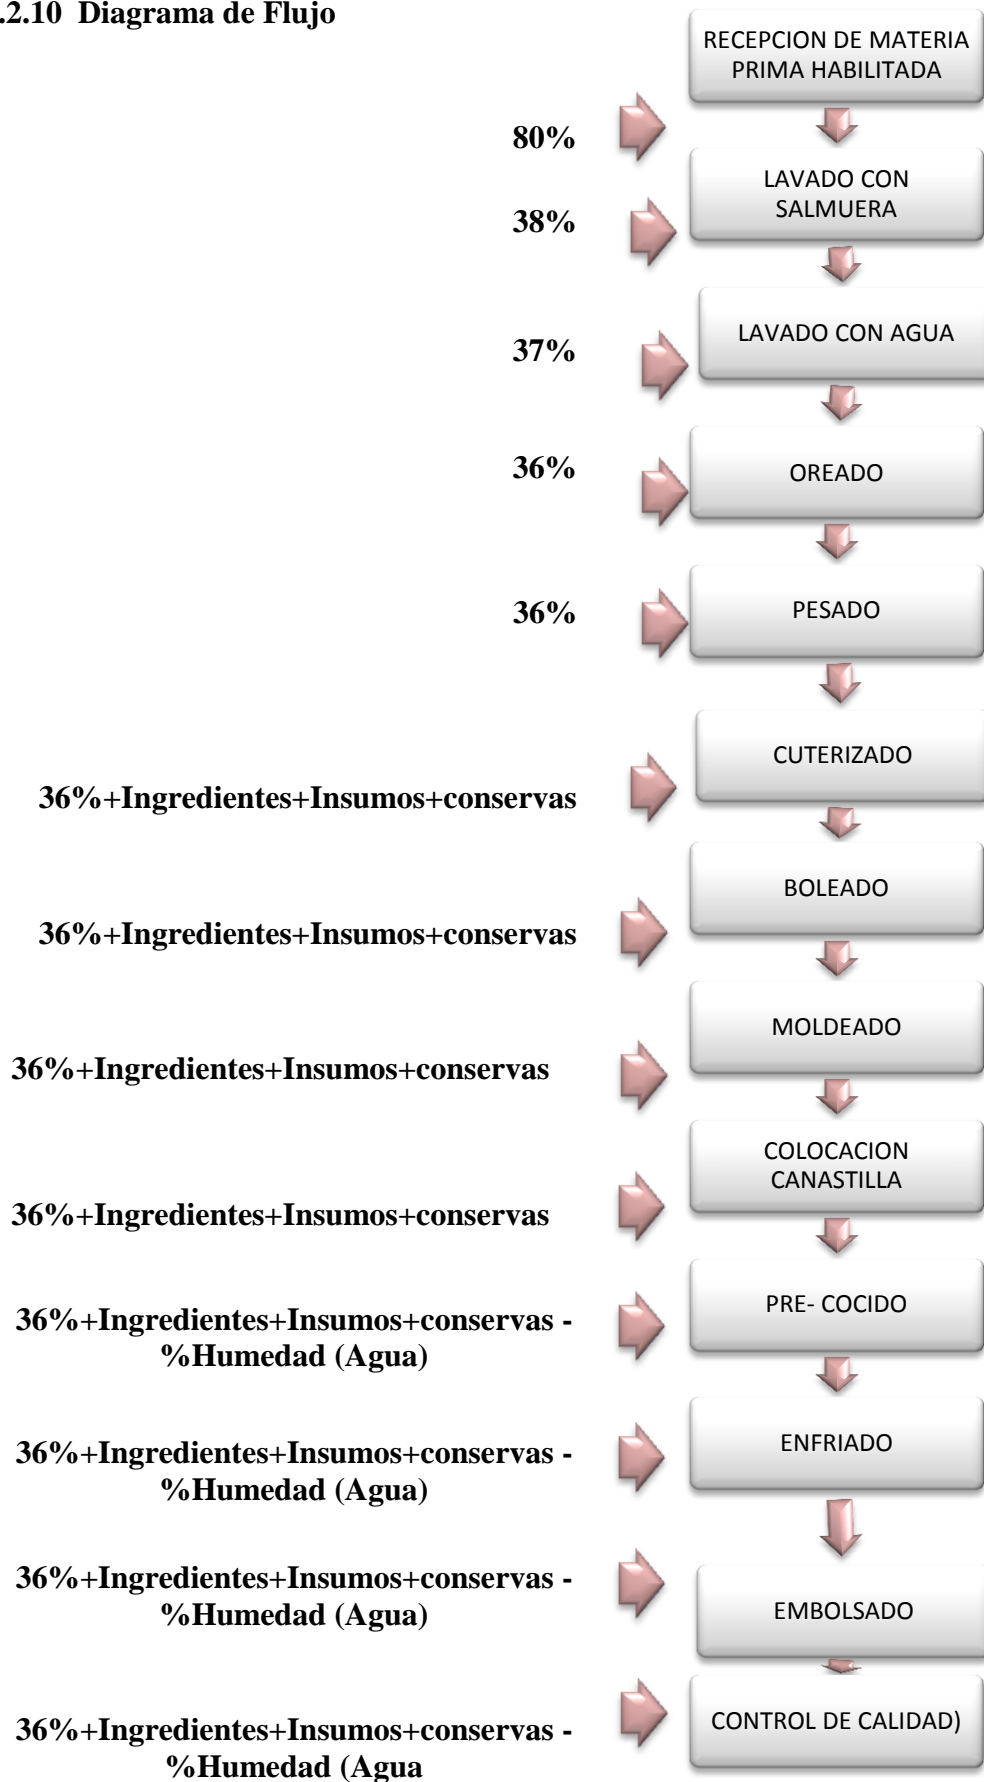 .2.10 Diagrama de Flujo
RECEPCION DE MATERIA
PRIMA HABILITADA
80%
LAVADO CON
SALMUERA
38%
LAVADO CON AGUA
37%
36%
OREADO
36%
PESADO
CUTERIZADO
36%+Ingredientes+Insumos+conservas
BOLEADO
36%+Ingredientes+Insumos+conservas
MOLDEADO
36%+Ingredientes+Insumos+conservas
COLOCACION
CANASTILLA
36%+Ingredientes+Insumos+conservas
PRE- COCIDO
36%+Ingredientes+Insumos+conservas -
%Humedad (Agua)
ENFRIADO
36%+Ingredientes+Insumos+conservas -
%Humedad (Agua)
36%+Ingredientes+Insumos+conservas -
%Humedad (Agua)
EMBOLSADO
CONTROL DE CALIDAD)
36%+Ingredientes+Insumos+conservas -
%Humedad (Agua